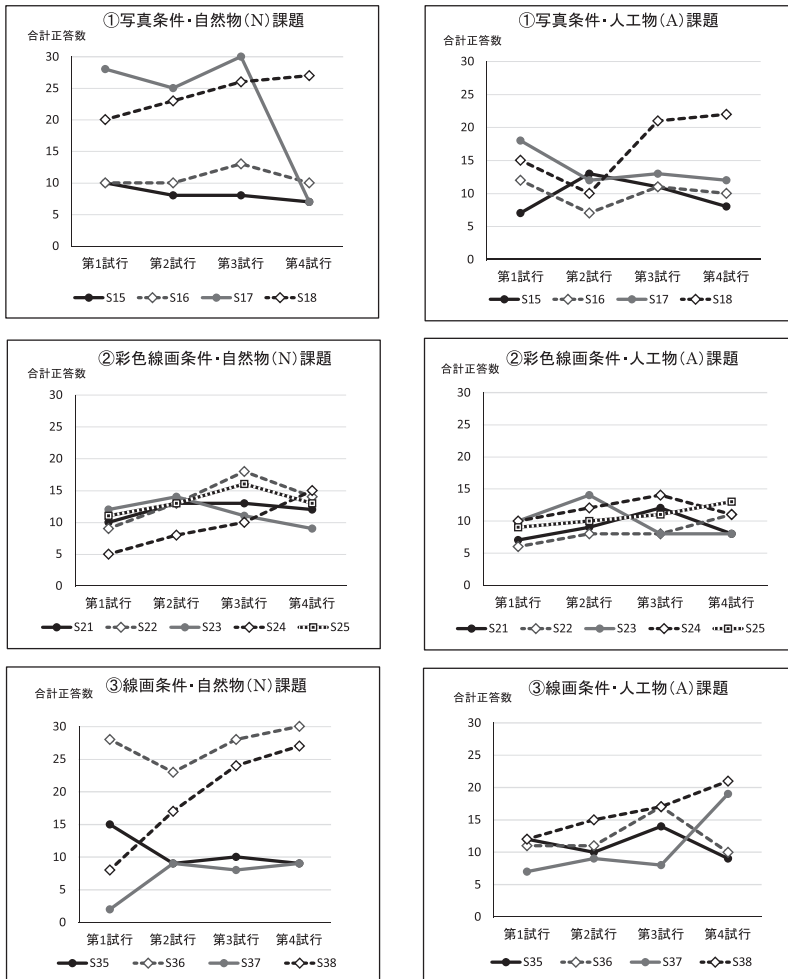 ①写真条件・自然物(N)課題
合計正答数
30
25
20
15
10
5
0
第1試行 第2試行 第3試行 第4試行
S15 S16 S17 S18
①写真条件・人工物(A)課題
合計正答数
30
25
20
15
10
5
0
第1試行 第2試行 第3試行 第4試行
S15 S16 S17 S18
②彩色線画条件・自然物(N)課題
合計正答数
30
25
20
15
10
5
0
第1試行 第2試行 第3試行 第4試行
S21 S22 S23 S24 S25
②彩色線画条件・人工物(A)課題
合計正答数
30
25
20
15
10
5
0
第1試行 第2試行 第3試行 第4試行
S21 S22 S23 S24 S25
③線画条件・自然物(N)課題
合計正答数
30
25
20
15
10
5
0
第1試行 第2試行 第3試行 第4試行
S35 S36 S37 S38
③線画条件・人工物(A)課題
合計正答数
30
25
20
15
10
5
0
第1試行 第2試行 第3試行 第4試行
S35 S36 S37 S38